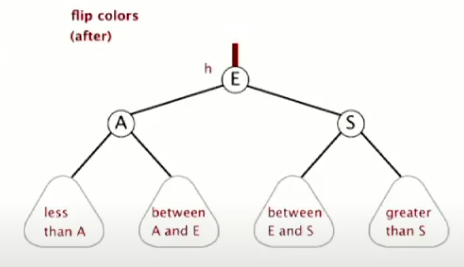 flip colors
(after)
h
E
A
S
less
than A
between
A and E
between
E and S
greater
than S